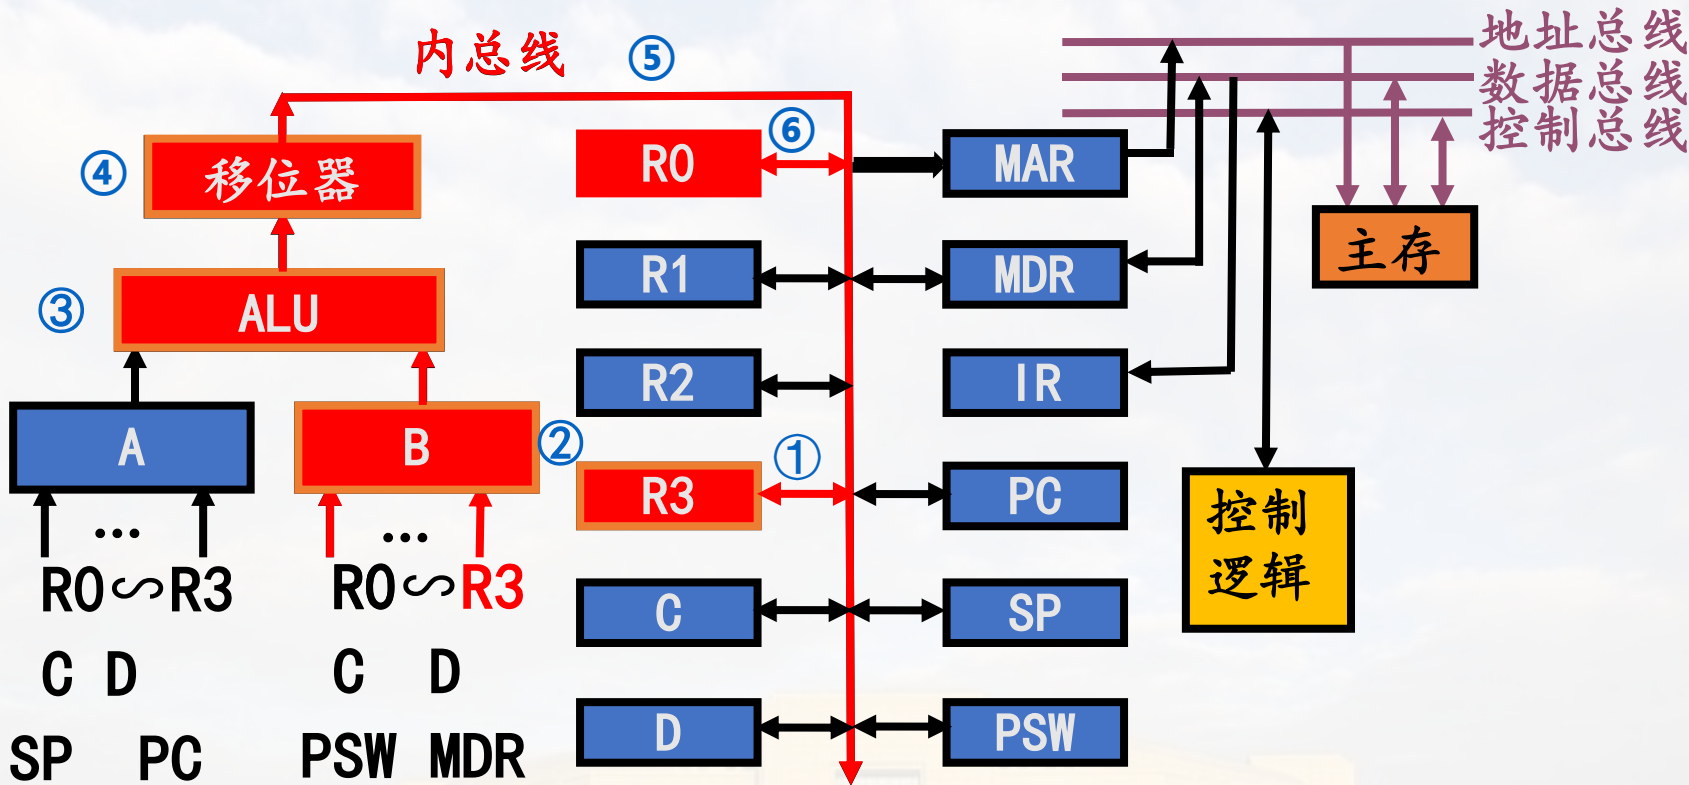 内总线 ⑤
地址总线
数据总线
控制总线
④ 移位器
R0 ⑥
MAR
主存
③ ALU
R1
MDR
R2
IR
A
B ②
R3 ①
PC
控制
逻辑
... ...
R0∽R3
R0∽R3
C
SP
C D
C D
D
PSW
SP PC
PSW MDR